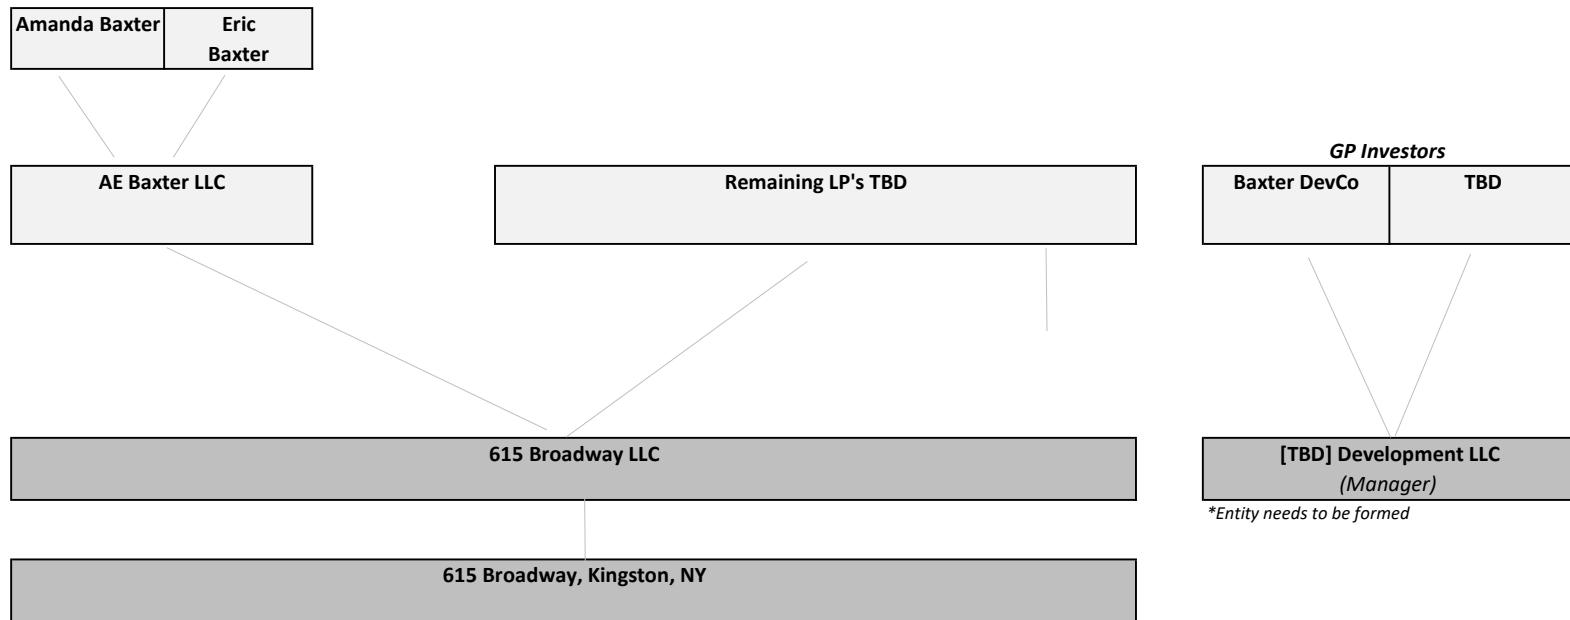 Amanda Baxter
Eric
Baxter
GP Investors
AE Baxter LLC
Remaining LP's TBD
Baxter DevCo
TBD
615 Broadway LLC
[TBD] Development LLC
(Manager)
*Entity needs to be formed
615 Broadway, Kingston, NY